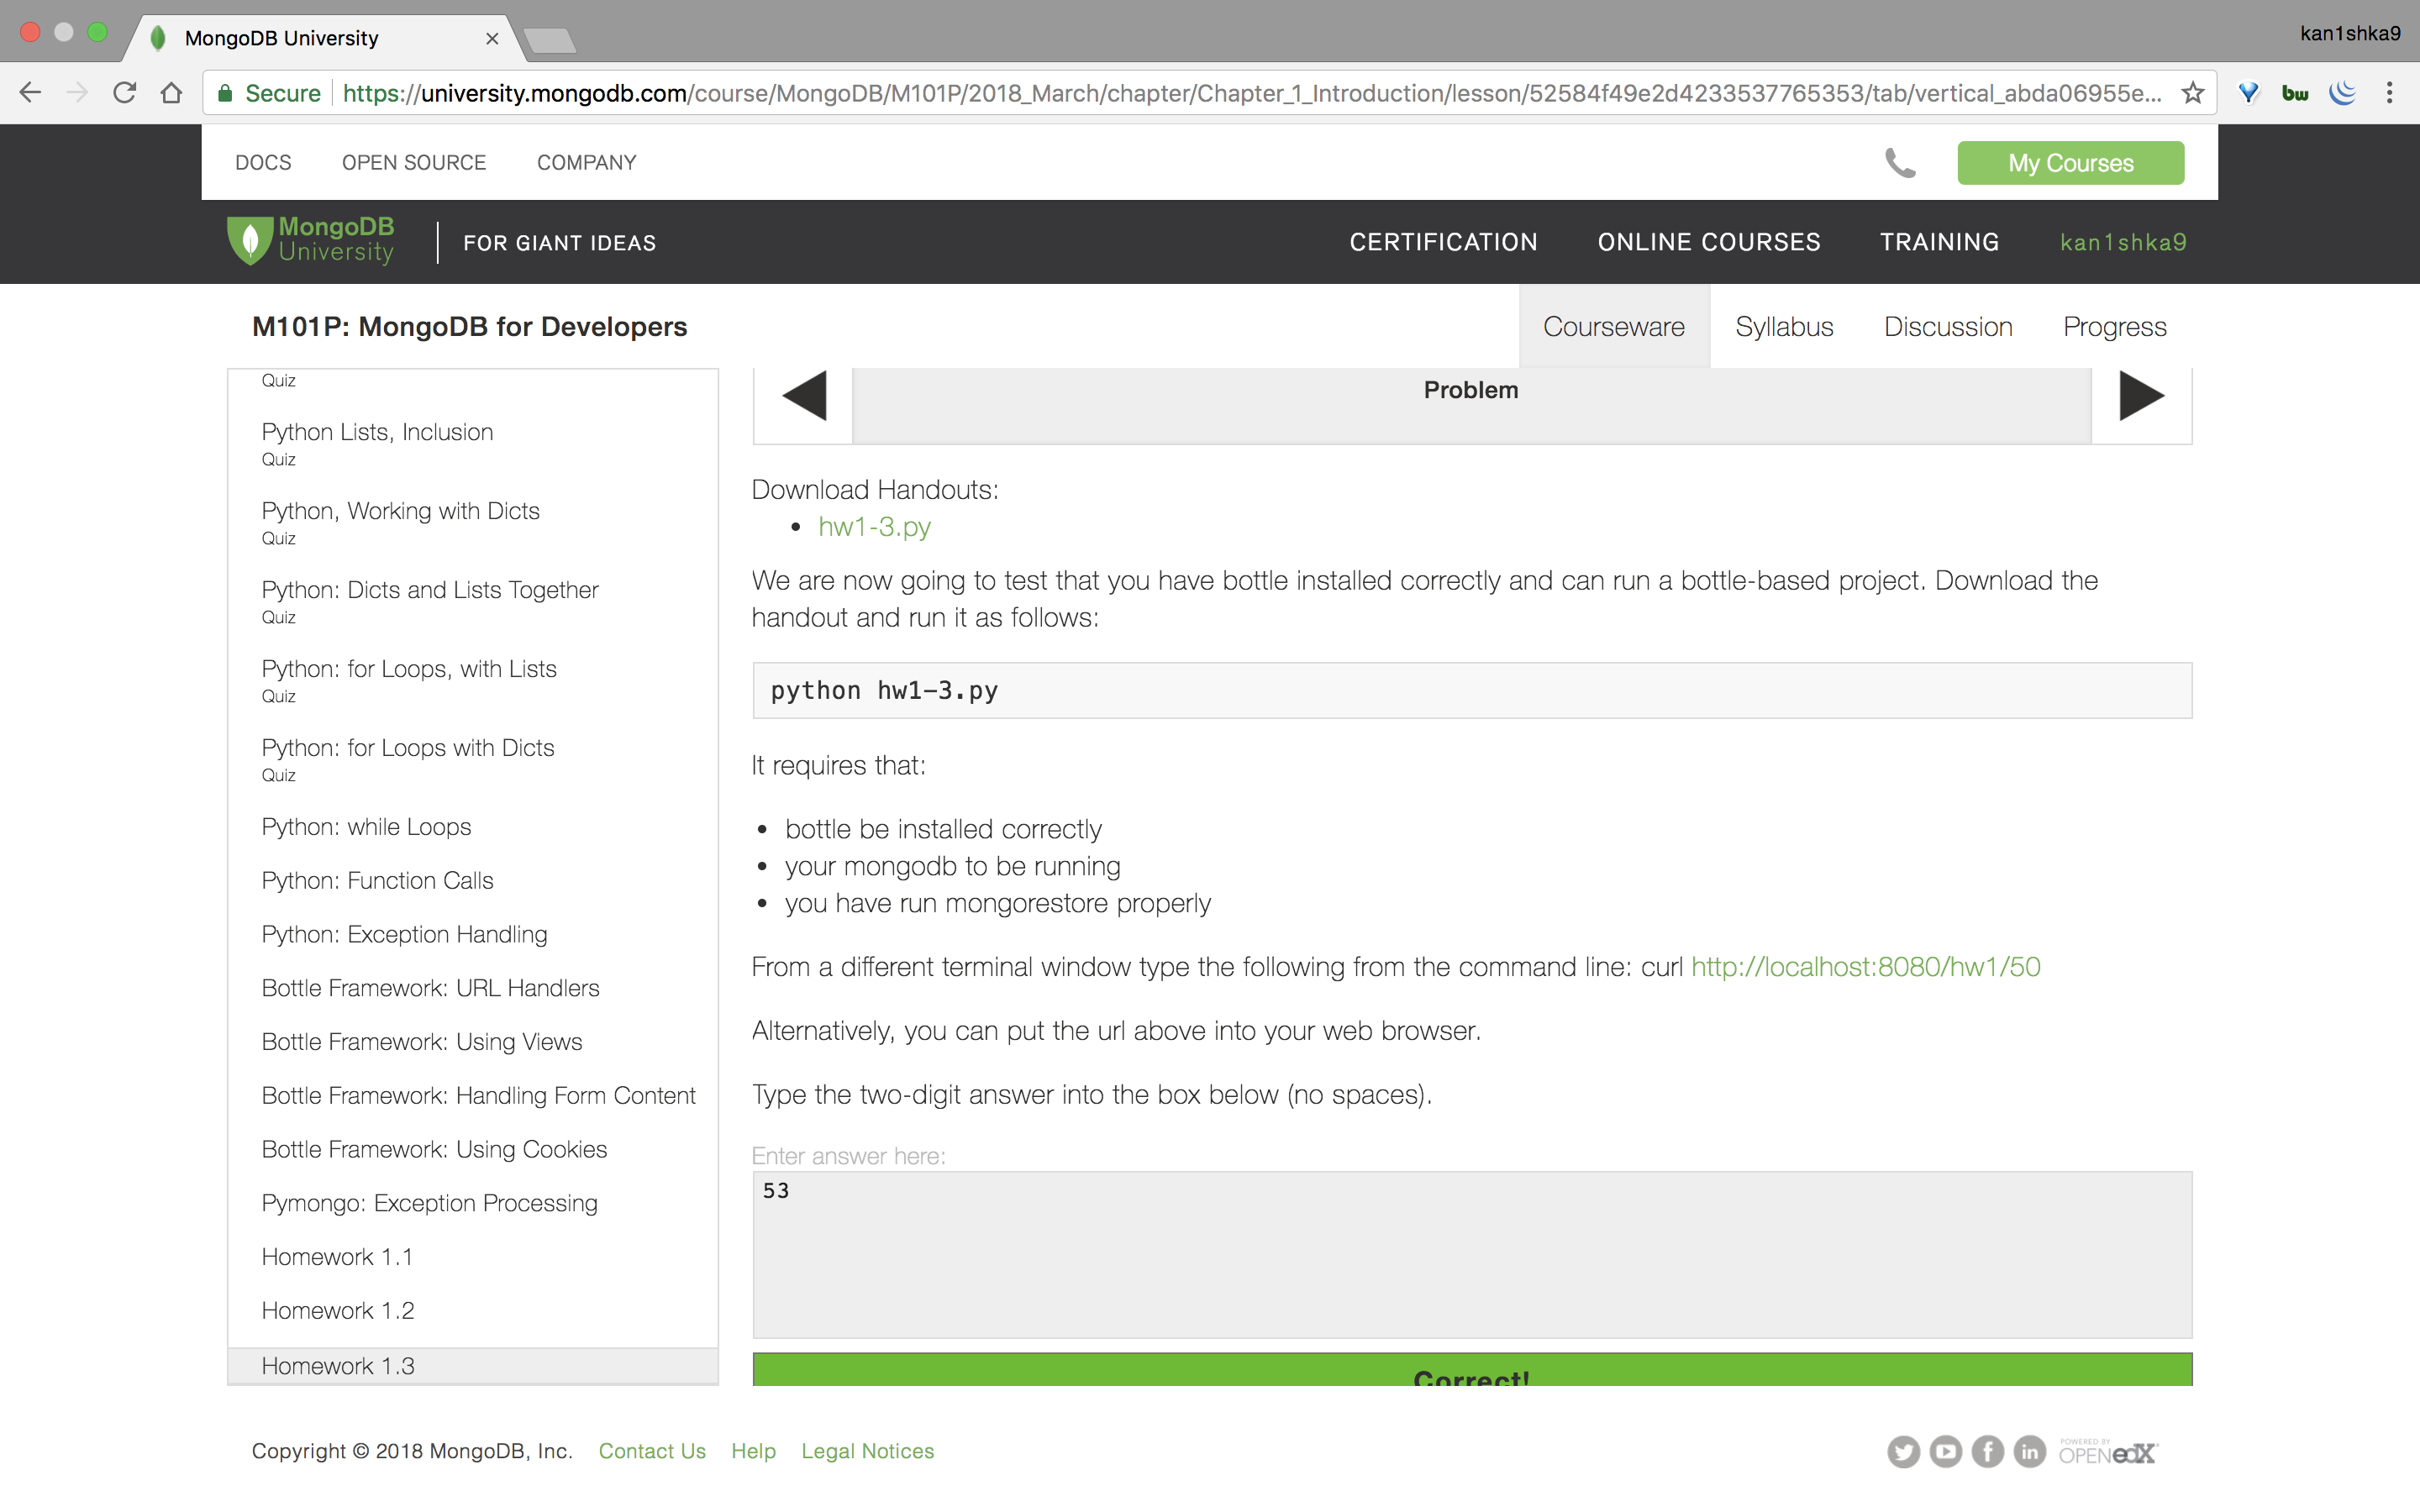 MongoDB University
kan1shka9
Secure https://university.mongodb.com/course/MongoDB/M101P/2018_March/chapter/Chapter_1_Introduction/lesson/52584f49e2d4233537765353/tab/vertical_abda06955e...
bw
DOCS OPEN SOURCE COMPANY
My Courses
MongoDB University
FOR GIANT IDEAS
CERTIFICATION ONLINE COURSES TRAINING kan1shka9
M101P: MongoDB for Developers
Courseware Syllabus Discussion Progress
Quiz
Python Lists, Inclusion
Quiz
Python, Working with Dicts
Quiz
Python: Dicts and Lists Together
Quiz
Python: for Loops, with Lists
Quiz
Python: for Loops with Dicts
Quiz
Python: while Loops
Python: Function Calls
Python: Exception Handling
Bottle Framework: URL Handlers
Bottle Framework: Using Views
Bottle Framework: Handling Form Content
Bottle Framework: Using Cookies
Pymongo: Exception Processing
Homework 1.1
Homework 1.2
Homework 1.3
Problem
Download Handouts:
• hw1-3.py
We are now going to test that you have bottle installed correctly and can run a bottle-based project. Download the
handout and run it as follows:
python hw1-3.py
It requires that:
• bottle be installed correctly
• your mongodb to be running
• you have run mongorestore properly
From a different terminal window type the following from the command line: curl http://localhost:8080/hw1/50
Alternatively, you can put the url above into your web browser.
Type the two-digit answer into the box below (no spaces).
Enter answer here:
53
Correct!
Copyright © 2018 MongoDB, Inc. Contact Us Help Legal Notices
POWERED BY
OPEN edX